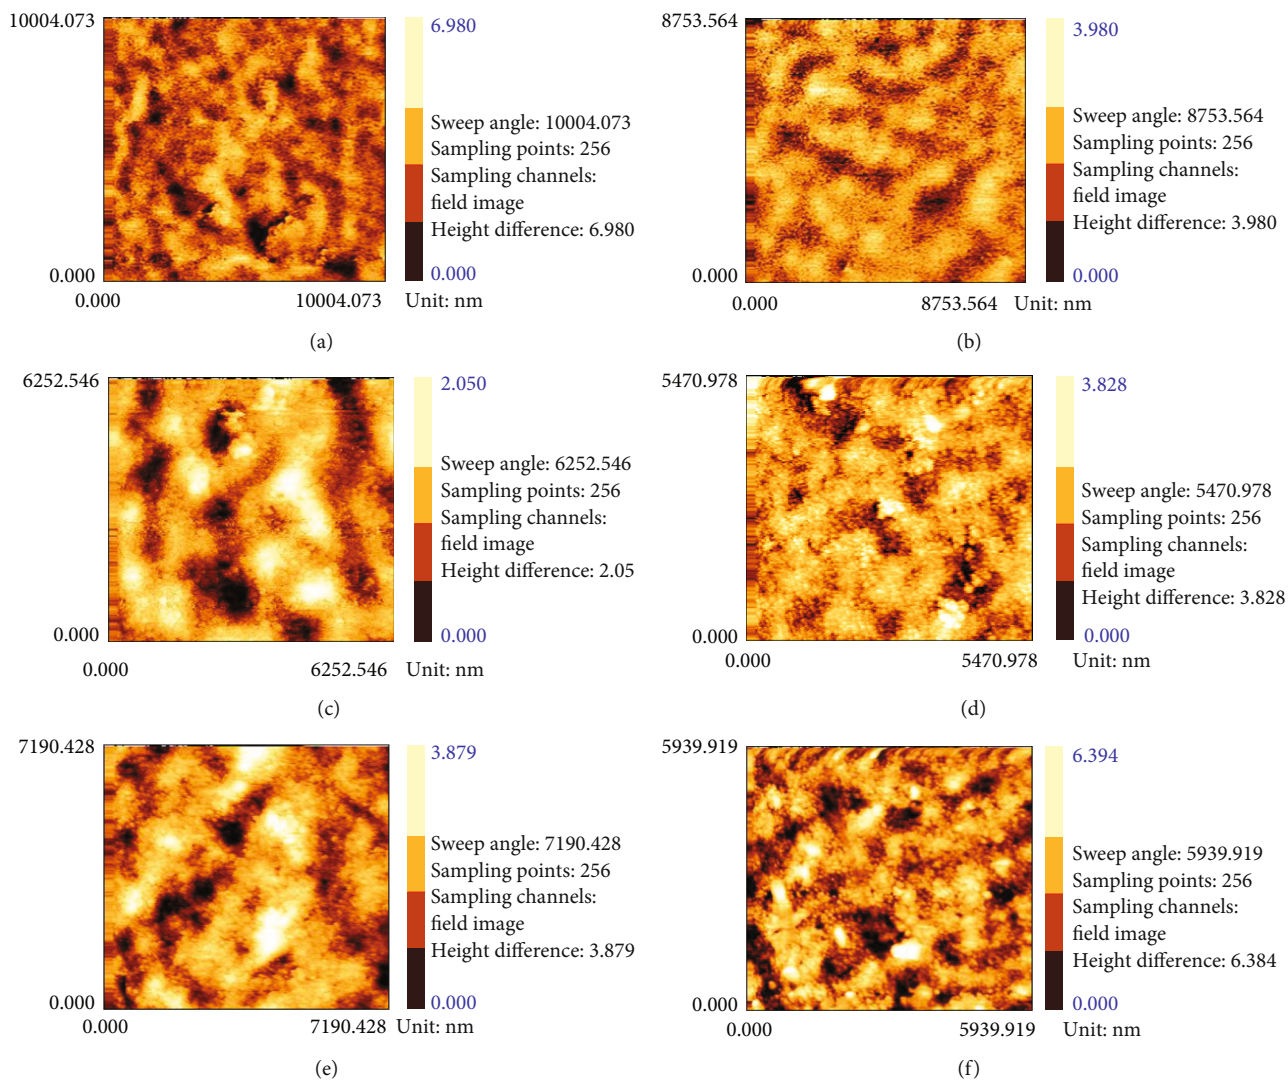 10004.073
6.980
Sweep angle: 10004.073
Sampling points: 256
Sampling channels:
field image
Height difference: 6.980
0.000
0.000
0.000
10004.073
Unit: nm
(a)
8753.564
3.980
Sweep angle: 8753.564
Sampling points: 256
Sampling channels:
field image
Height difference: 3.980
0.000
0.000
0.000
8753.564
Unit: nm
(b)
6252.546
2.050
Sweep angle: 6252.546
Sampling points: 256
Sampling channels:
field image
Height difference: 2.05
0.000
0.000
0.000
6252.546
Unit: nm
(c)
5470.978
3.828
Sweep angle: 5470.978
Sampling points: 256
Sampling channels:
field image
Height difference: 3.828
0.000
0.000
0.000
5470.978
Unit: nm
(d)
7190.428
3.879
Sweep angle: 7190.428
Sampling points: 256
Sampling channels:
field image
Height difference: 3.879
0.000
0.000
0.000
7190.428
Unit: nm
(e)
5939.919
6.394
Sweep angle: 5939.919
Sampling points: 256
Sampling channels:
field image
Height difference: 6.384
0.000
0.000
0.000
5939.919
Unit: nm
(f)